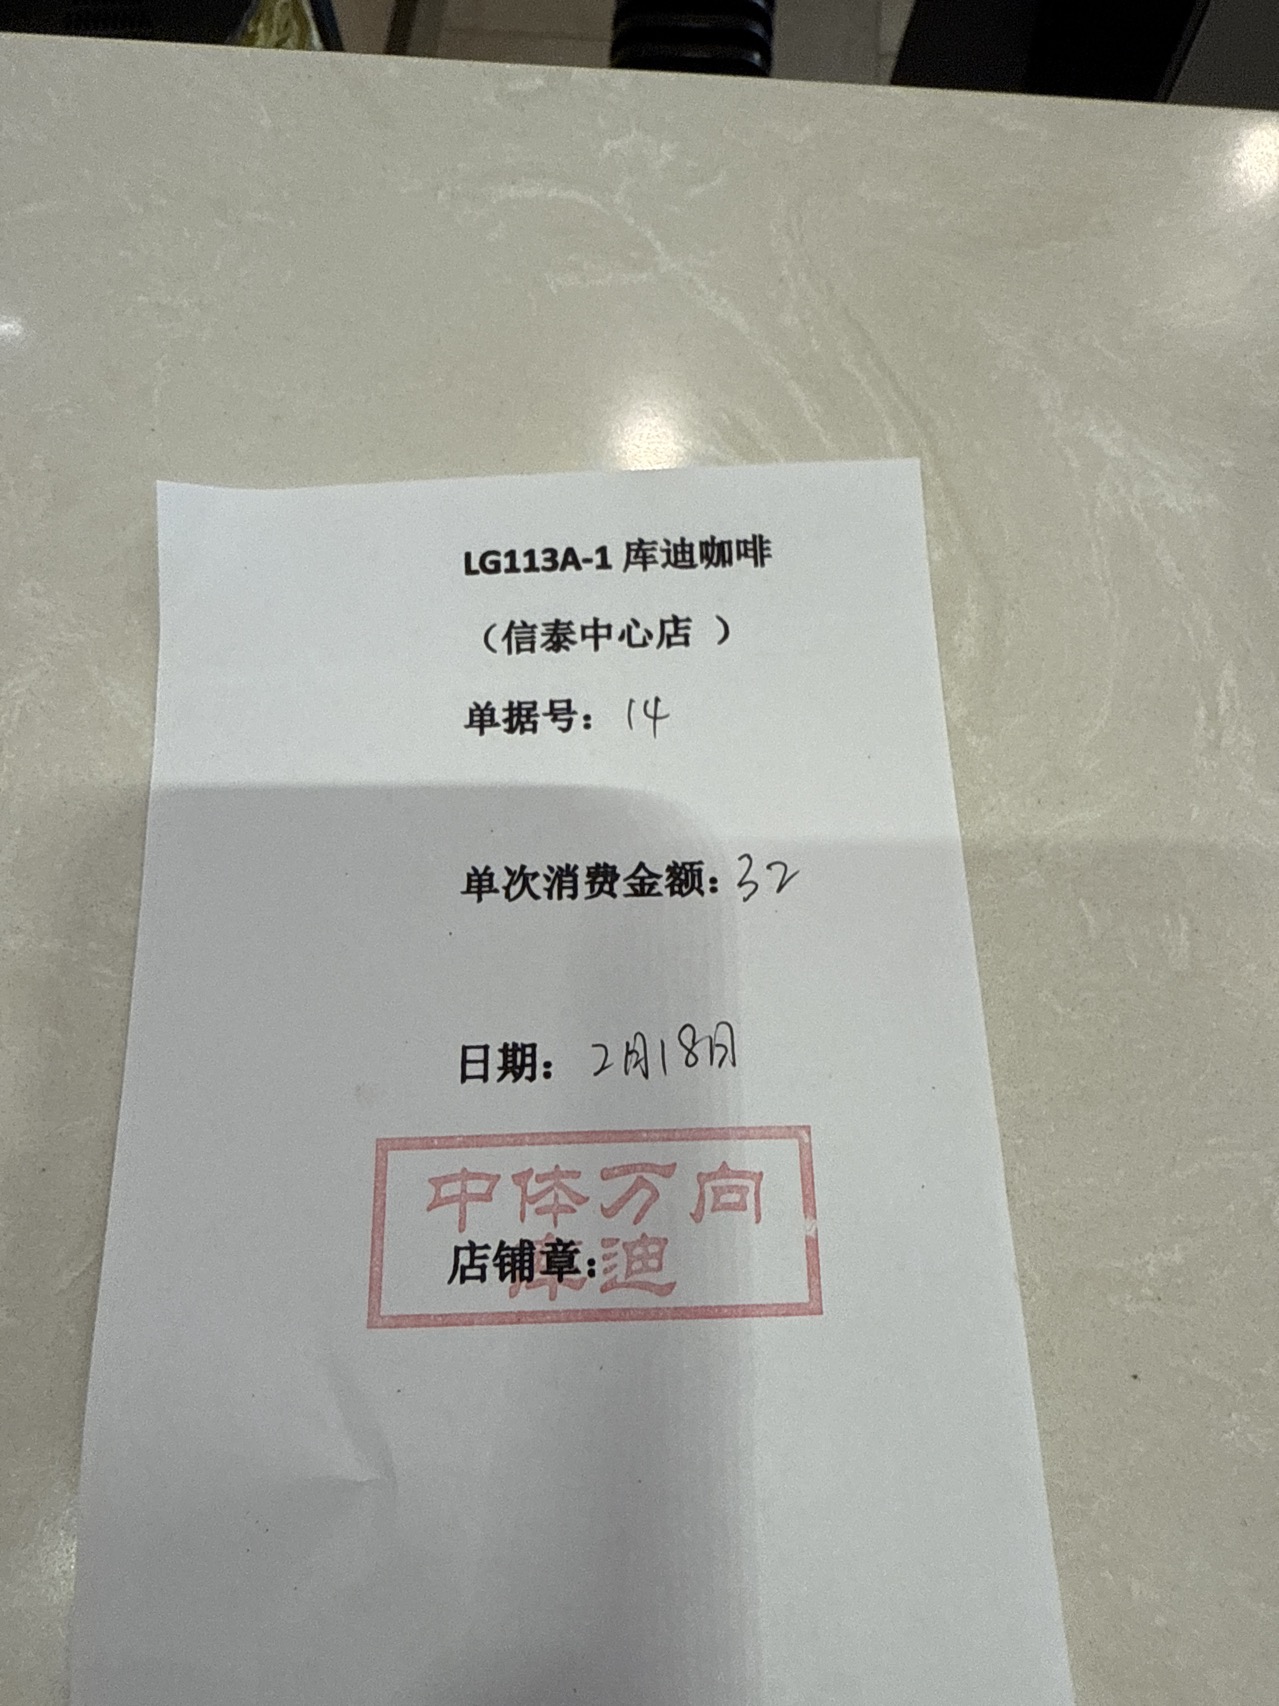 LG113A-1 库迪咖啡
（信泰中心店 ）
单据号：14
单次消费金额：32
日期：2月18日
中体万向
库迪
店铺章：